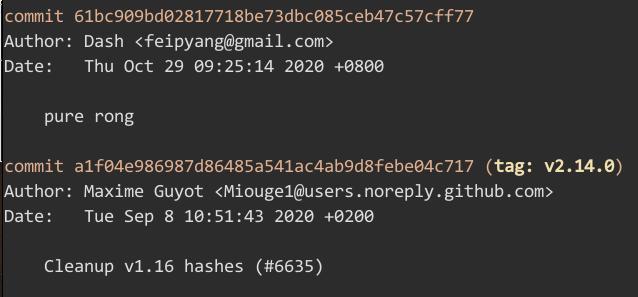 commit 61bc909bd02817718be73dbc085ceb47c57cff77
Author: Dash <feipyang@gmail.com>
Date:   Thu Oct 29 09:25:14 2020 +0800
pure rong
commit a1f04e986987d86485a541ac4ab9d8febe04c717 (tag: v2.14.0)
Author: Maxime Guyot <Miouge1@users.noreply.github.com>
Date:   Tue Sep 8 10:51:43 2020 +0200
Cleanup v1.16 hashes (#6635)